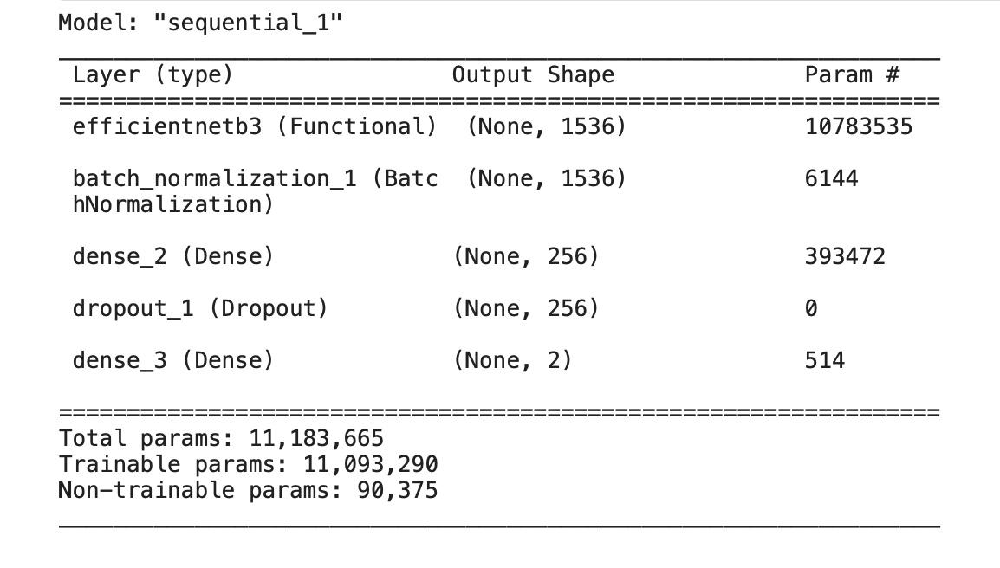 Model: "sequential_1"
Layer (type) Output Shape Param #
=================================================================
efficientnetb3 (Functional) (None, 1536) 10783535
batch_normalization_1 (Batc (None, 1536) 6144
hNormalization)
dense_2 (Dense) (None, 256) 393472
dropout_1 (Dropout) (None, 256) 0
dense_3 (Dense) (None, 2) 514
=================================================================
Total params: 11,183,665
Trainable params: 11,093,290
Non-trainable params: 90,375